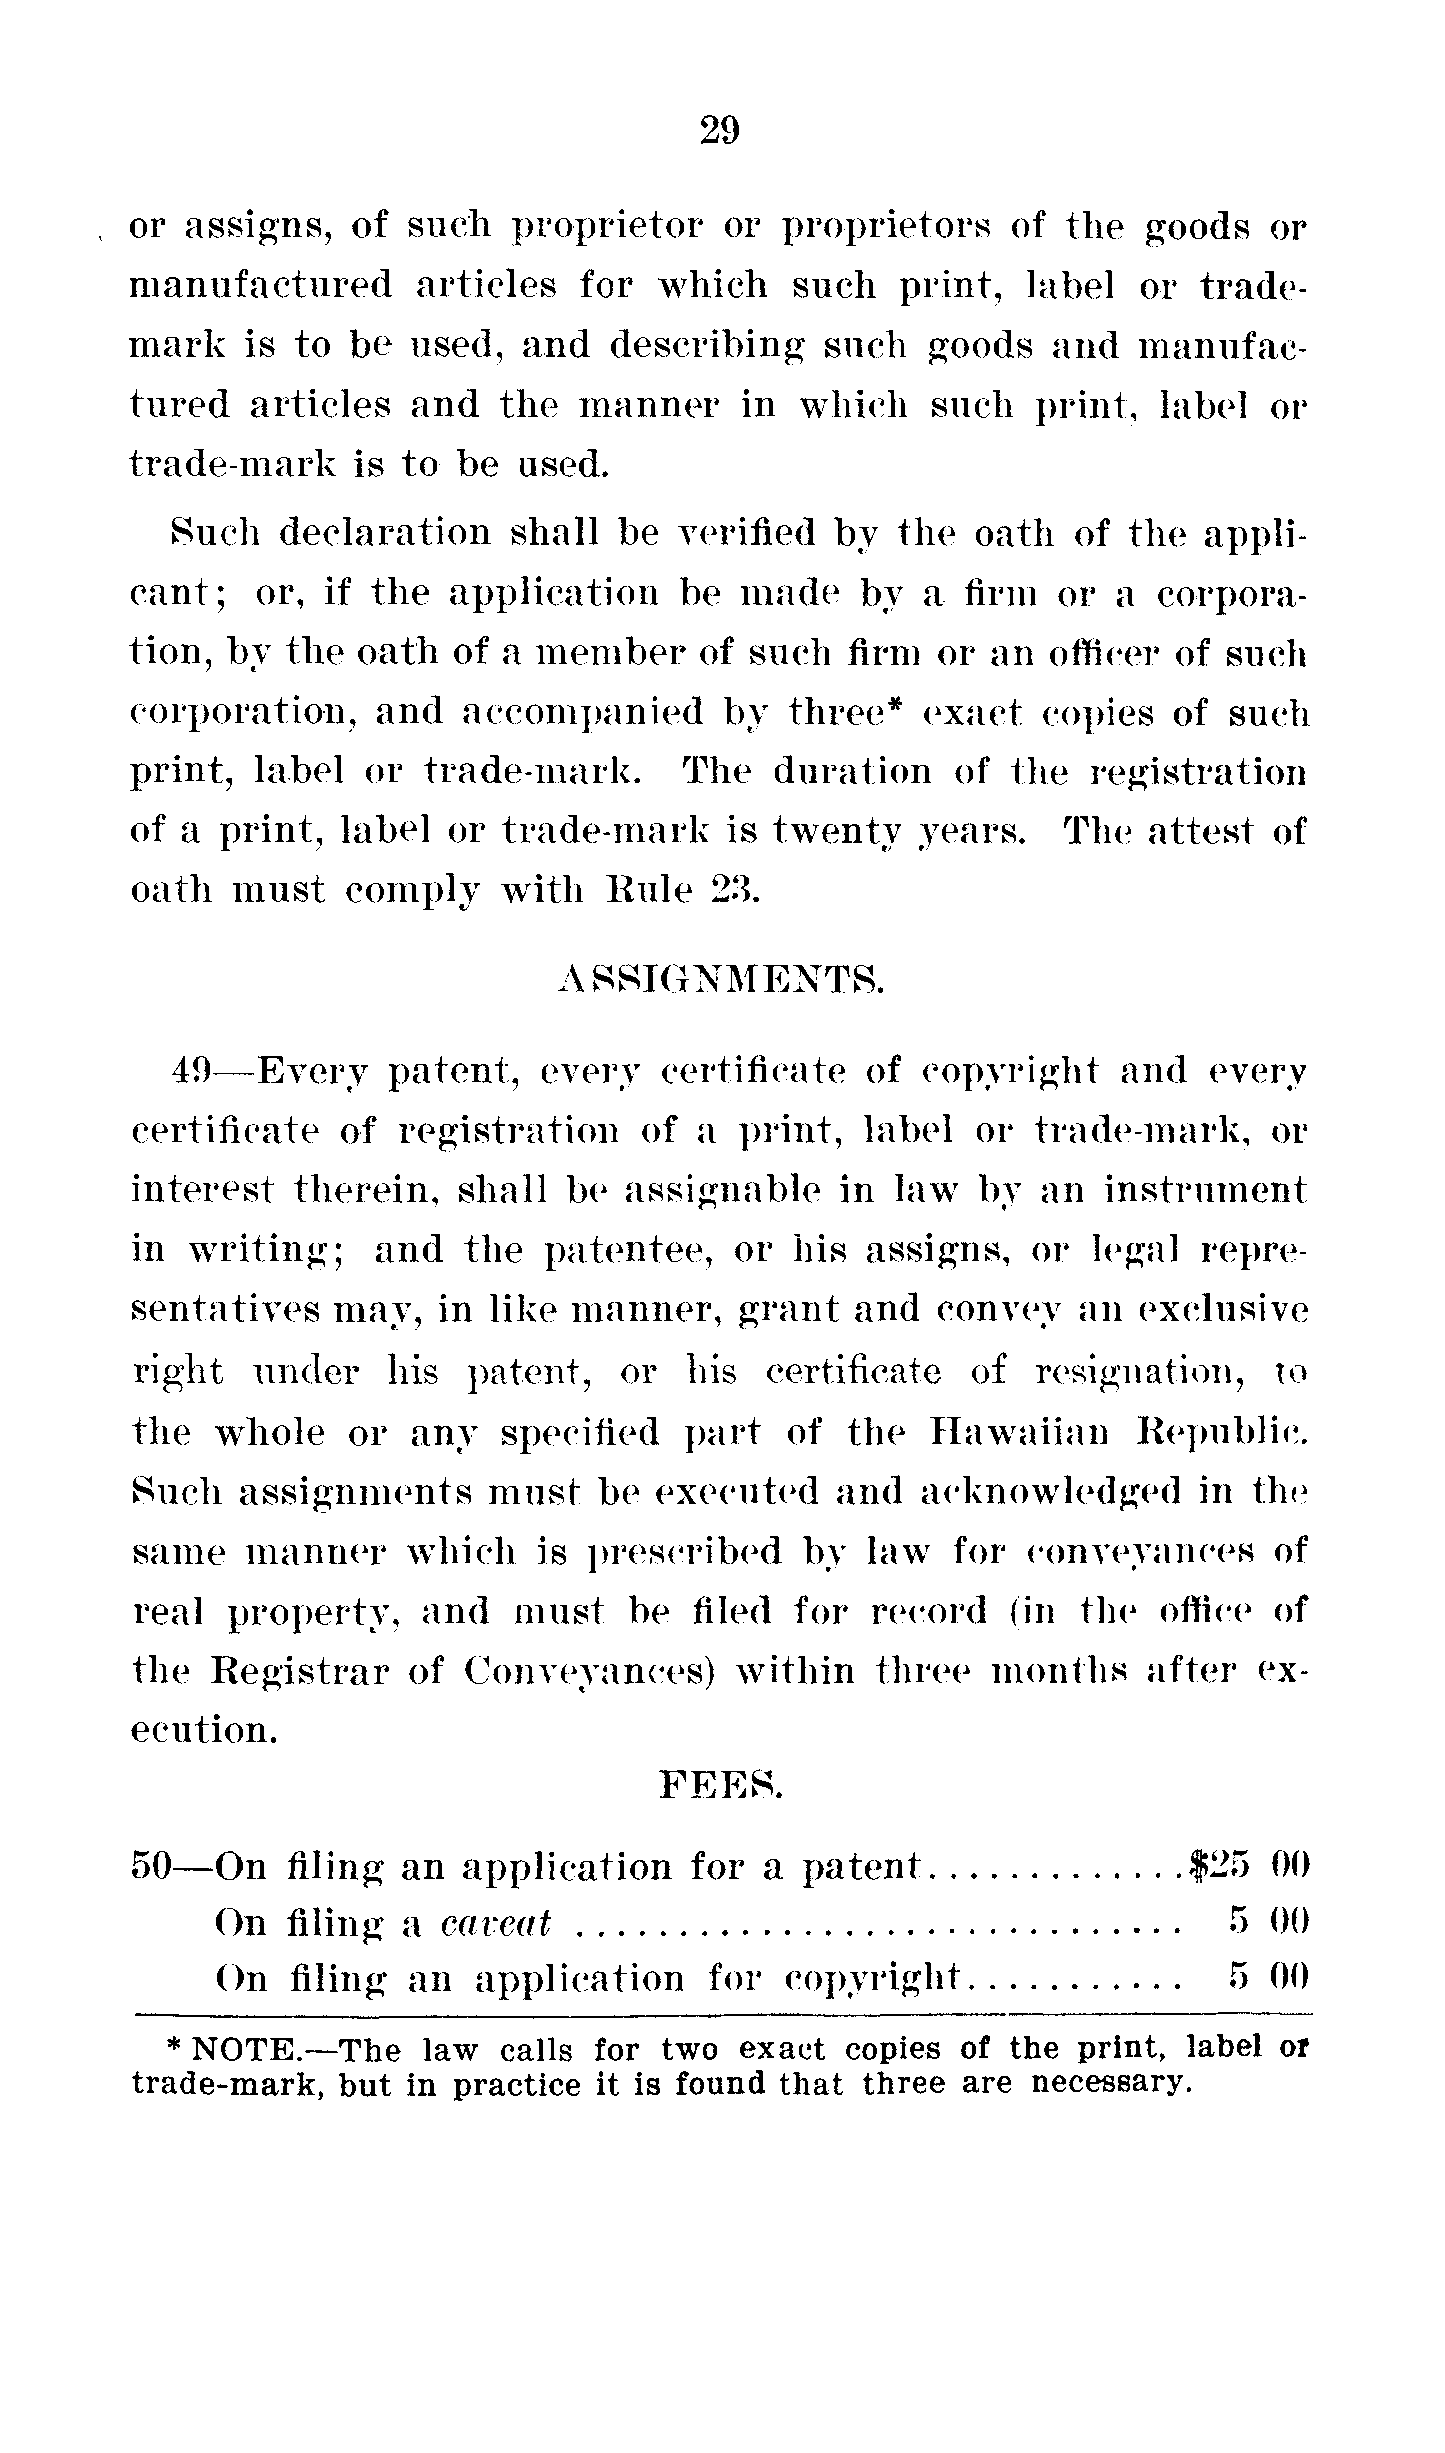 29
or assigns, of such proprietor or proprietors of the goods or
manufactured articles for which such print, label or trade-
mark is to be used, and describing such goods and manufac-
tured articles and the manner in which such print, label or
trade-mark is to be used.
Such declaration shall be verified by the oath of the appli-
cant; or, if the application be made by a firm or a corpora-
tion, by the oath of a member of such firm or an officer of such
corporation, and accompanied by three* exact copies of such
print, label or trade-mark. The duration of the registration
of a print, label or trade-mark is twenty years. The attest of
oath must comply with Rule 23.
ASSIGNMENTS.
49—Every patent, every certificate of copyright and every
certificate of registration of a print, label or trade-mark, or
interest therein, shall be assignable in law by an instrument
in writing; and the patentee, or his assigns, or legal repre-
sentatives may, in like manner, grant and convey an exclusive
right under his patent, or his certificate of resignation, to
the whole or any specified part of the Hawaiian Republic.
Such assignments must be executed and acknowledged in the
same manner which is prescribed by law for conveyances of
real property, and must be filed for record (in the office of
the Registrar of Conveyances) within three months after ex-
ecution.
FEES.
50—On filing an application for a patent.............$25 00
On filing a caveat .............................. 5 00
On filing an application for copyright........... 5 00
* NOTE.—The law calls for two exact copies of the print, label or
trade-mark, but in practice it is found that three are necessary.